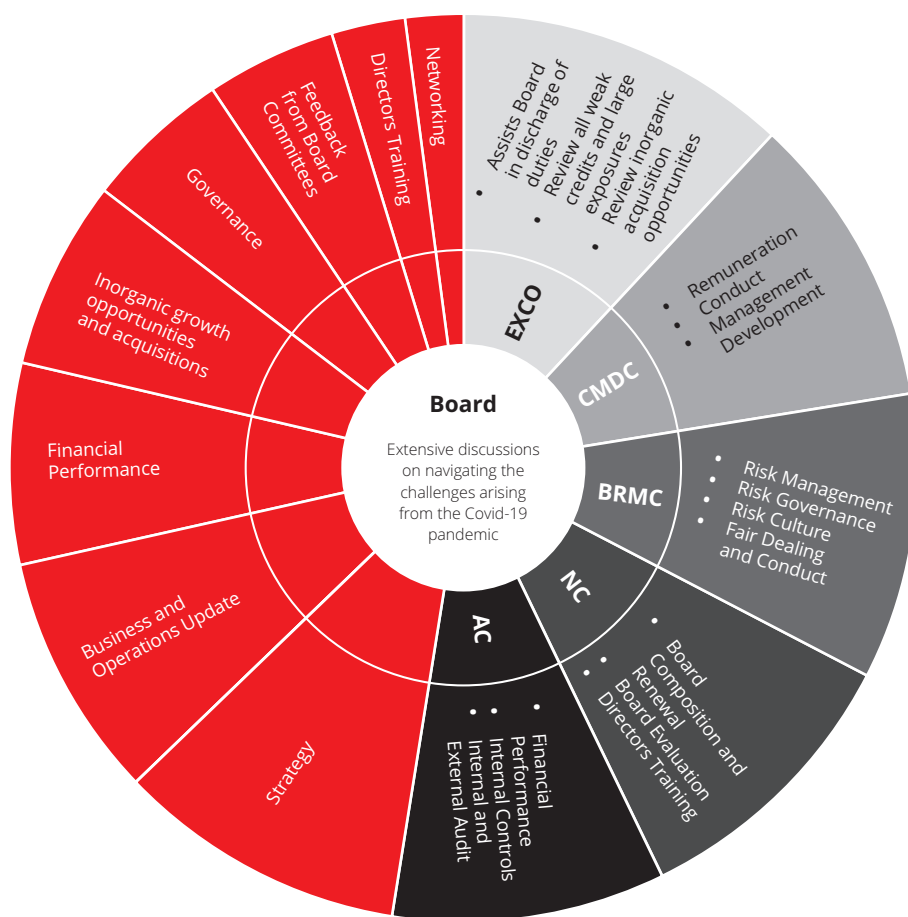 Board
Extensive discussions
on navigating the
challenges arising
from the Covid-19
pandemic
EXCO
• Assists Board
in discharge of
duties
• Review all weak
credits and large
exposures
• Review inorganic
acquisition
opportunities
CMDC
• Remuneration
• Conduct
• Management
Development
BRMC
• Risk Management
• Risk Governance
• Risk Culture
• Fair Dealing
and Conduct
NC
• Board
Composition and
Renewal
• Board Evaluation
• Directors Training
AC
• Financial
Performance
• Internal Controls
• Internal and
External Audit
Strategy
Business and
Operations Update
Financial
Performance
Inorganic growth
opportunities
and acquisitions
Governance
Feedback
from Board
Committees
Directors Training
Networking